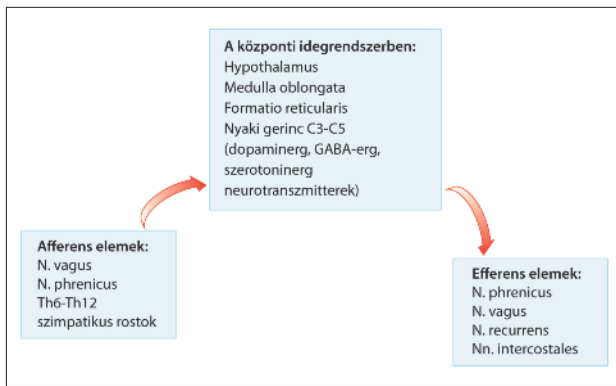 A központi idegrendszerben:
Hypothalamus
Medulla oblongata
Formatio reticularis
Nyaki gerinc C3-C5
(dopaminerg, GABA-erg,
szerotoninerg
neurotranszmitterek)
Afferens elemek:
N. vagus
N. phrenicus
Th6-Th12
szimpatikus rostok
Efferens elemek:
N. phrenicus
N. vagus
N. recurrens
Nn. intercostales